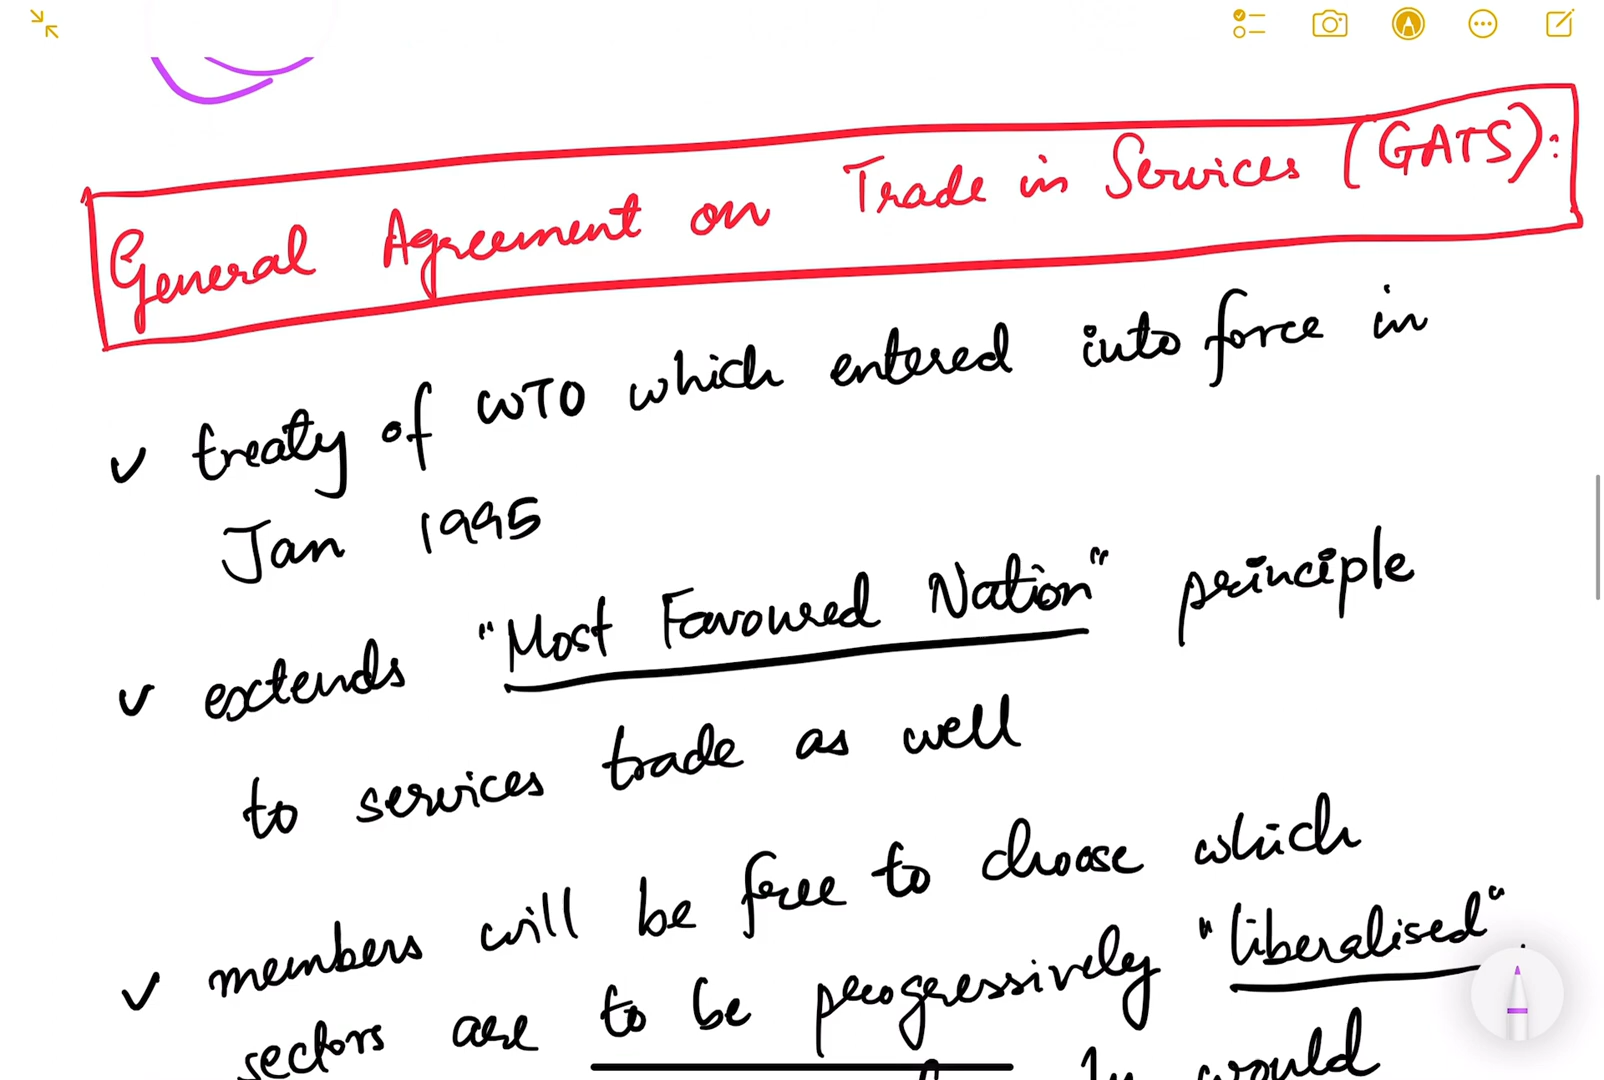 General Agreement on Trade in Services (GATS):
✓ treaty of WTO which entered into force in
Jan 1995
✓ extends "Most Favoured Nation" principle
to services trade as well
✓ members will be free to choose which
sectors are to be progressively "liberalised"
would